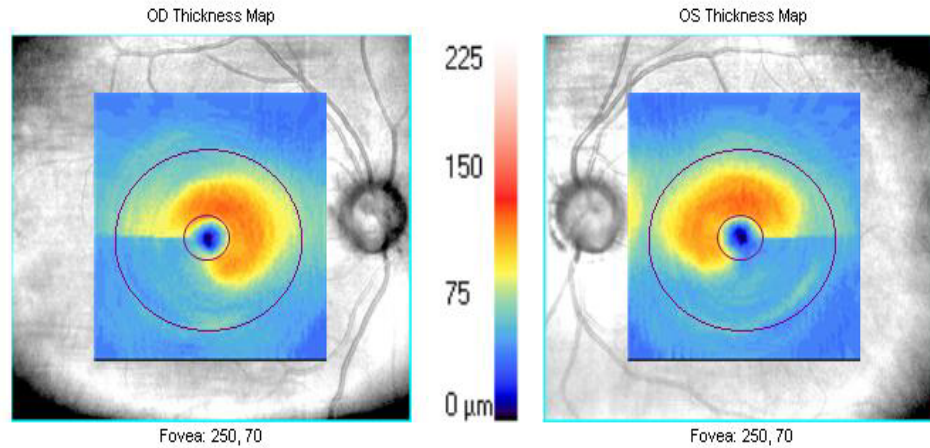 OD Thickness Map
OS Thickness Map
225
150
75
0 µm
Fovea: 250, 70
Fovea: 250, 70